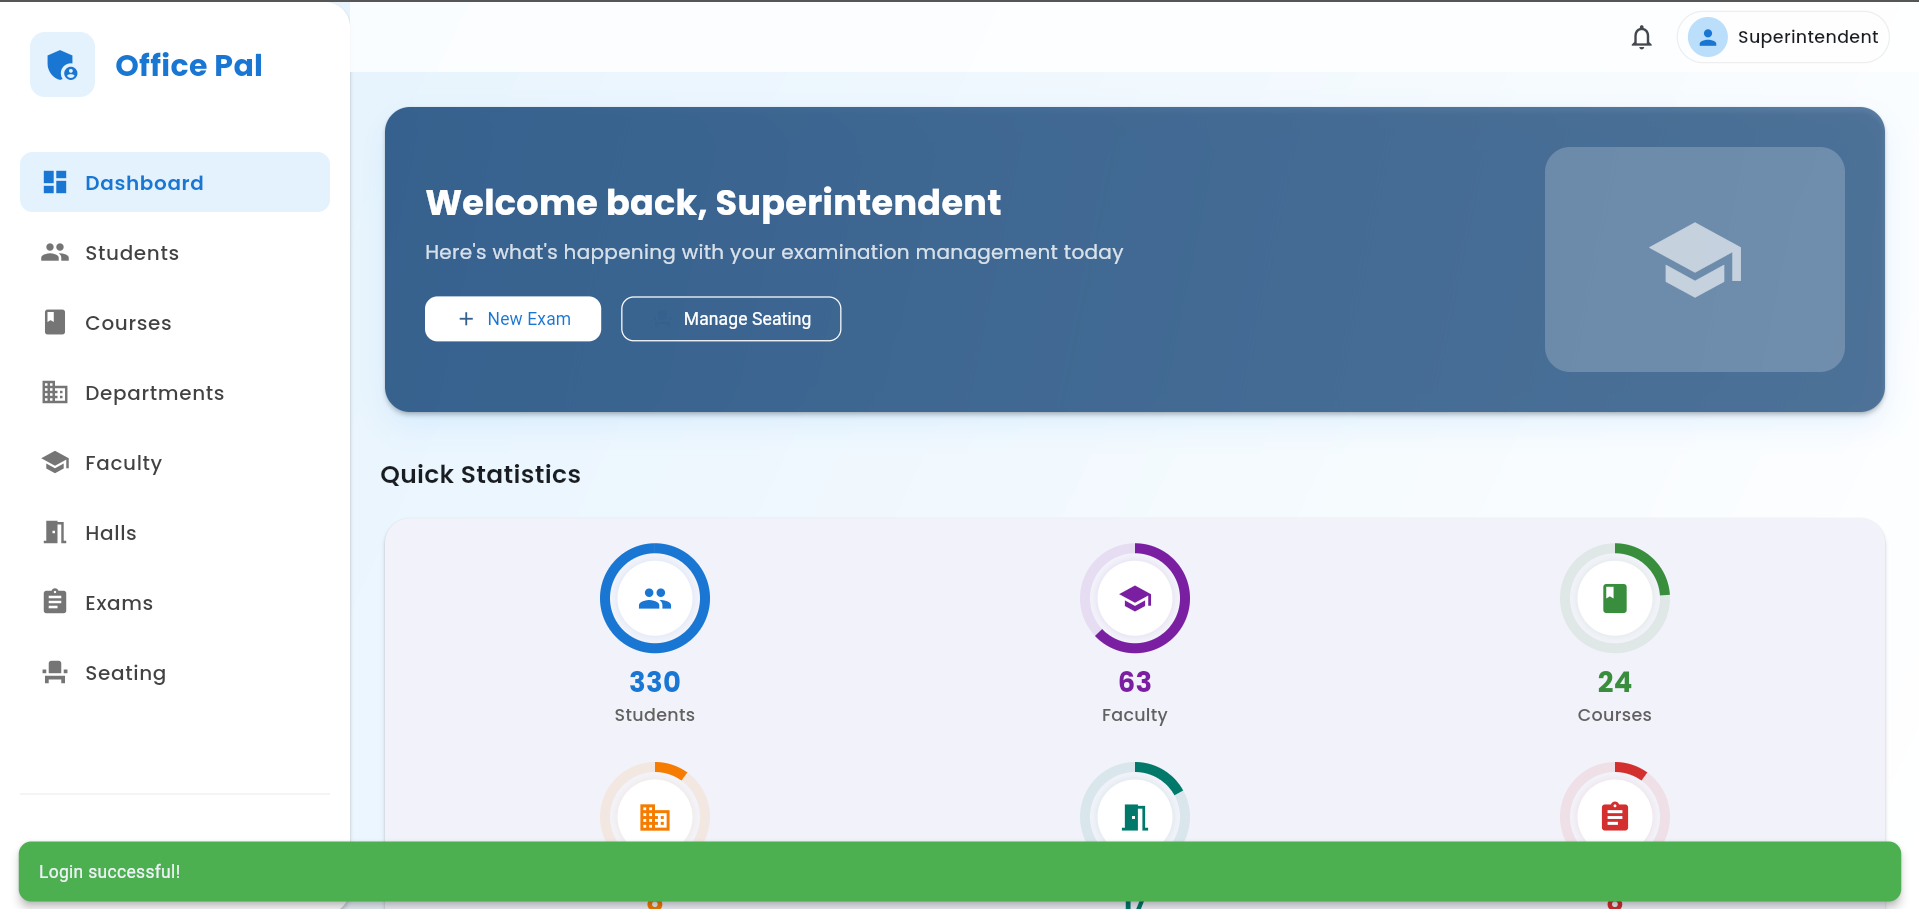 Office Pal
Superintendent
Dashboard
Students
Courses
Departments
Faculty
Halls
Exams
Seating
Welcome back, Superintendent
Here's what's happening with your examination management today
New Exam
Manage Seating
Quick Statistics
330
Students
63
Faculty
24
Courses
Login successful!